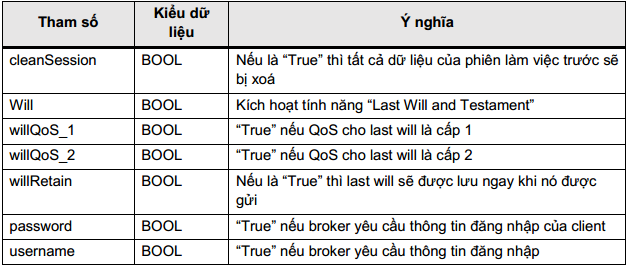 Tham số Kiểu dữ liệu Ý nghĩa
cleanSession BOOL Nếu là “True” thì tất cả dữ liệu của phiên làm việc trước sẽ
bị xoá
Will BOOL Kích hoạt tính năng “Last Will and Testament”
willQoS_1 BOOL “True” nếu QoS cho last will là cấp 1
willQoS_2 BOOL “True” nếu QoS cho last will là cấp 2
willRetain BOOL Nếu là “True” thì last will sẽ được lưu ngay khi nó được
gửi
password BOOL “True” nếu broker yêu cầu thông tin đăng nhập của client
username BOOL “True” nếu broker yêu cầu thông tin đăng nhập